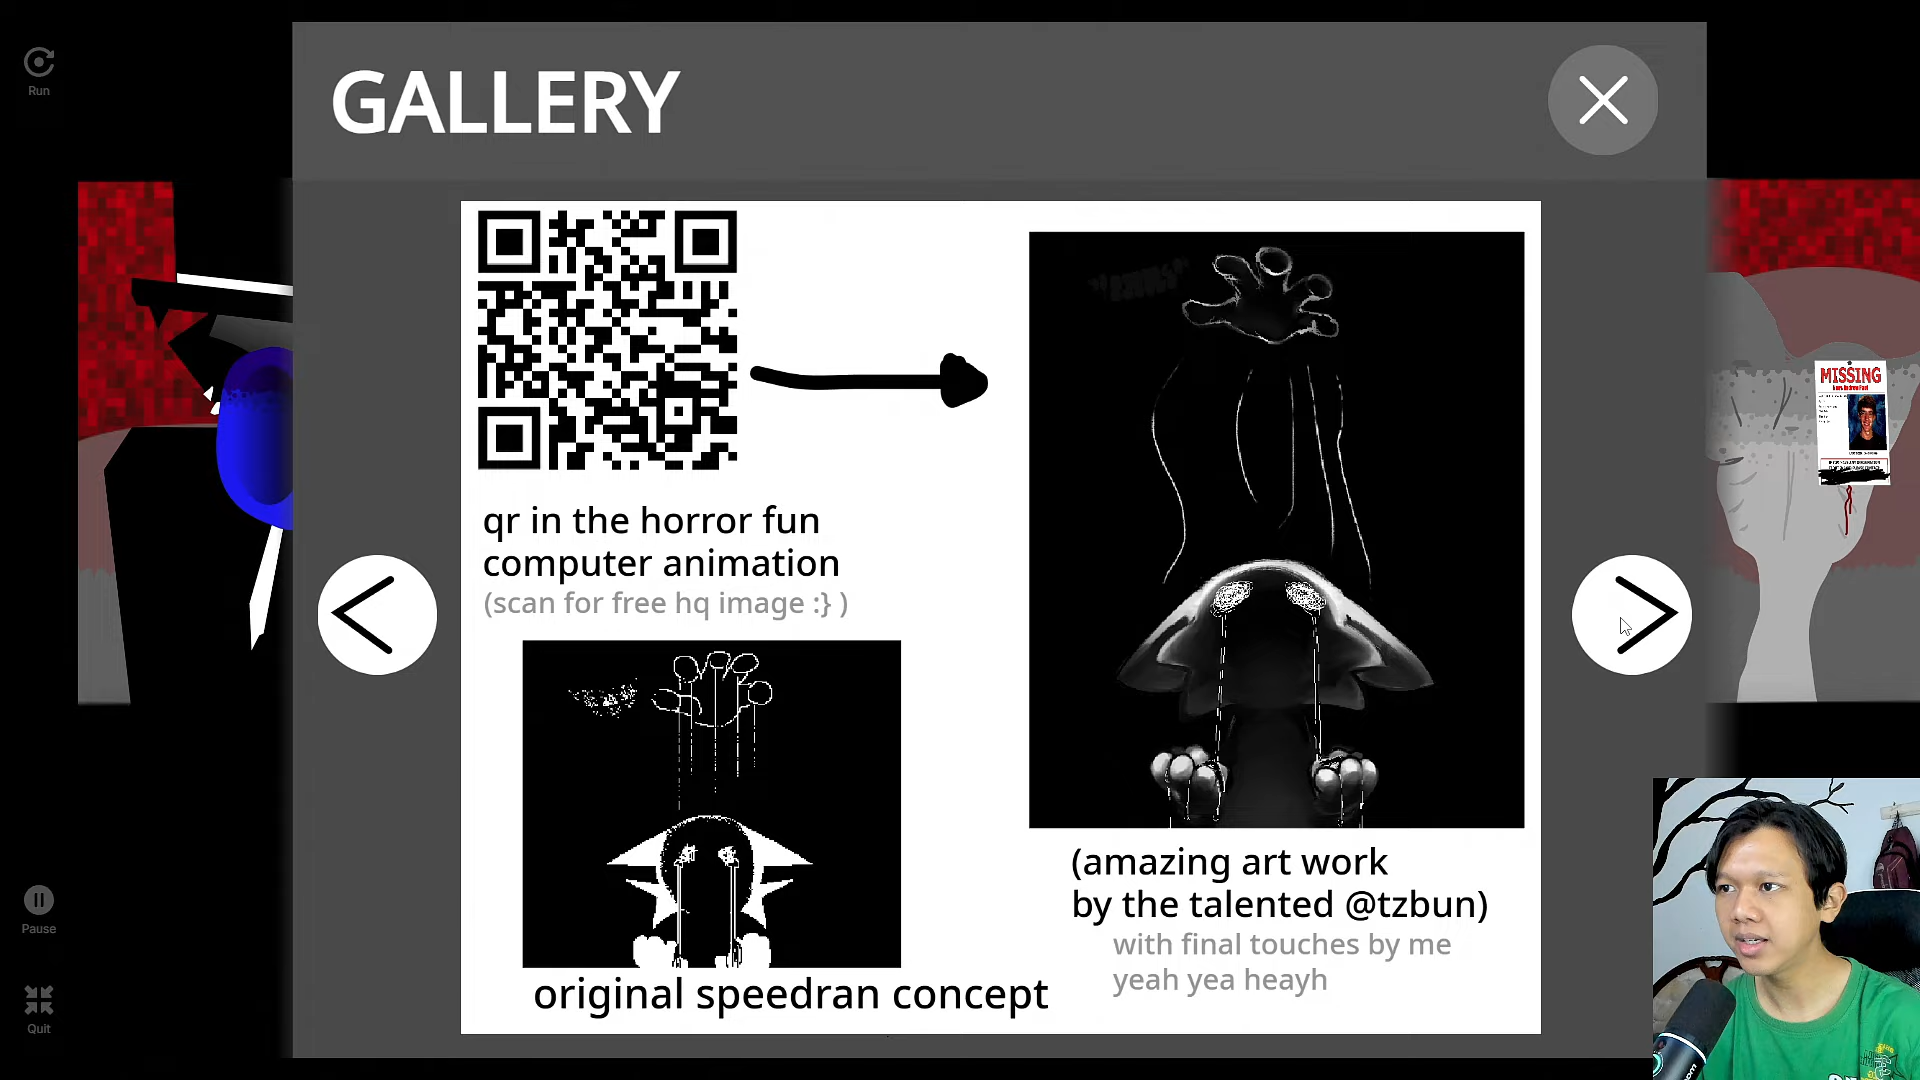 Run
GALLERY
qr in the horror fun
computer animation
(scan for free hq image :} )
original speedran concept
(amazing art work
by the talented @tzbun)
with final touches by me
yeah yea heayh
MISSING
Pause
Quit